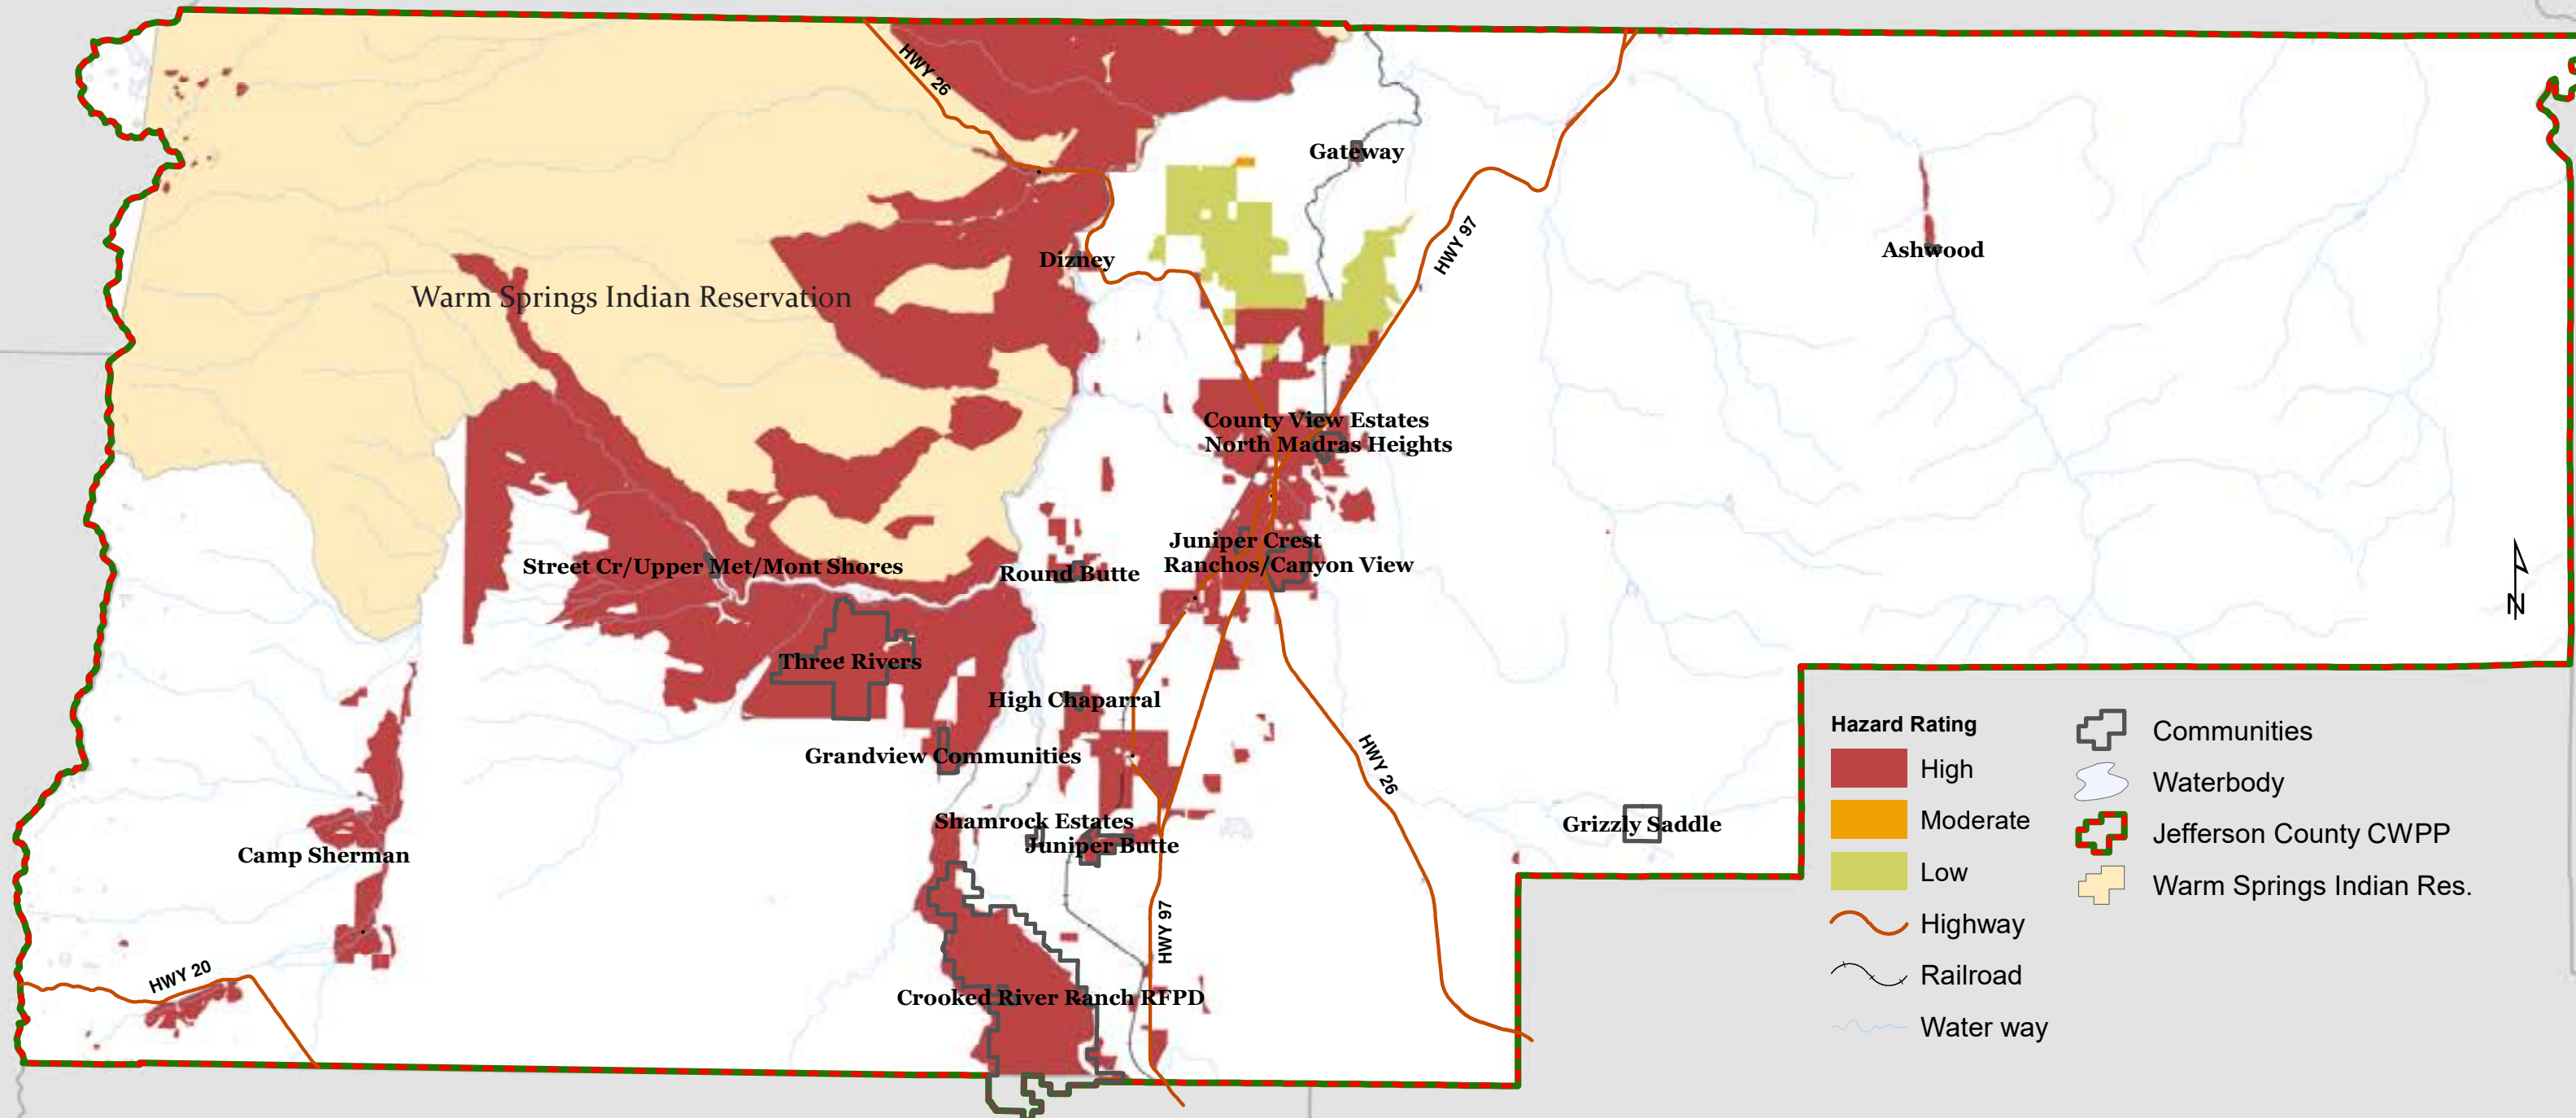 HWY 26
Gateway
HWY 97
Ashwood
Dizney
Warm Springs Indian Reservation
County View Estates
North Madras Heights
Juniper Crest
Ranchos/Canyon View
Street Cr/Upper Met/Mont Shores
Round Butte
N
Three Rivers
High Chaparral
Grandview Communities
HWY 26
Shamrock Estates
Juniper Butte
Grizzly Saddle
Camp Sherman
HWY 97
HWY 20
Crooked River Ranch RFPD
Hazard Rating
High
Moderate
Low
Highway
Railroad
Water way
Communities
Waterbody
Jefferson County CWPP
Warm Springs Indian Res.